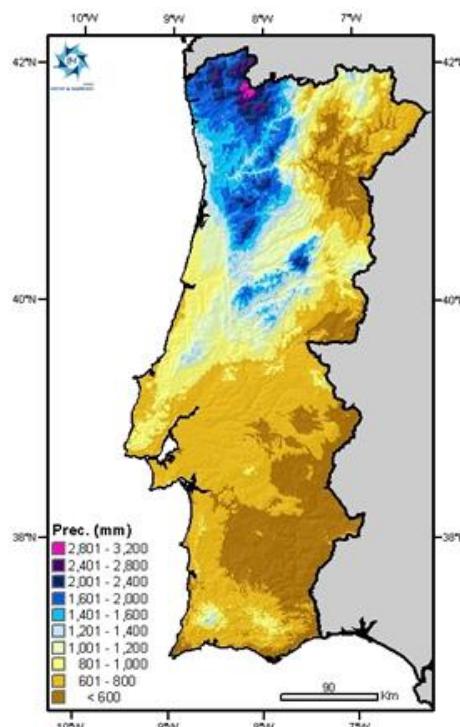 10°W 9°W 8°W 7°W
42°N 42°N
IM
40°N 40°N
38°N 38°N
Prec. (mm)
2,801 - 3,200
2,401 - 2,800
2,001 - 2,400
1,601 - 2,000
1,401 - 1,600
1,201 - 1,400
1,001 - 1,200
801 - 1,000
601 - 800
< 600
90
Km